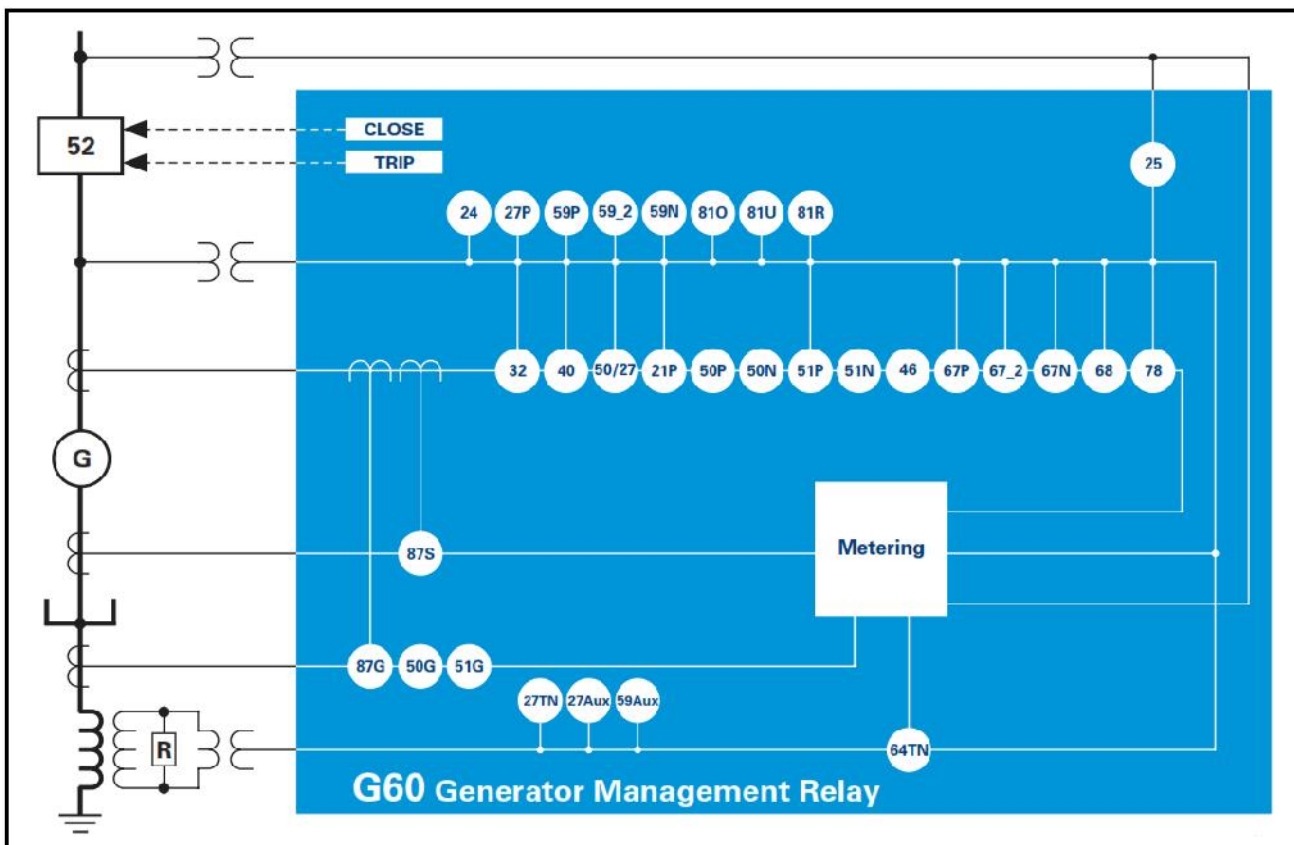 CLOSE
52
TRIP
25
24 27P 59P 59_2 59N 81O 81U 81R
32 40 50/27 21P 50P 50N 51P 51N 46 67P 67_2 67N 68 78
G
87S
Metering
87G 50G 51G
27TN 27Aux 59Aux
R
64TN
G60 Generator Management Relay